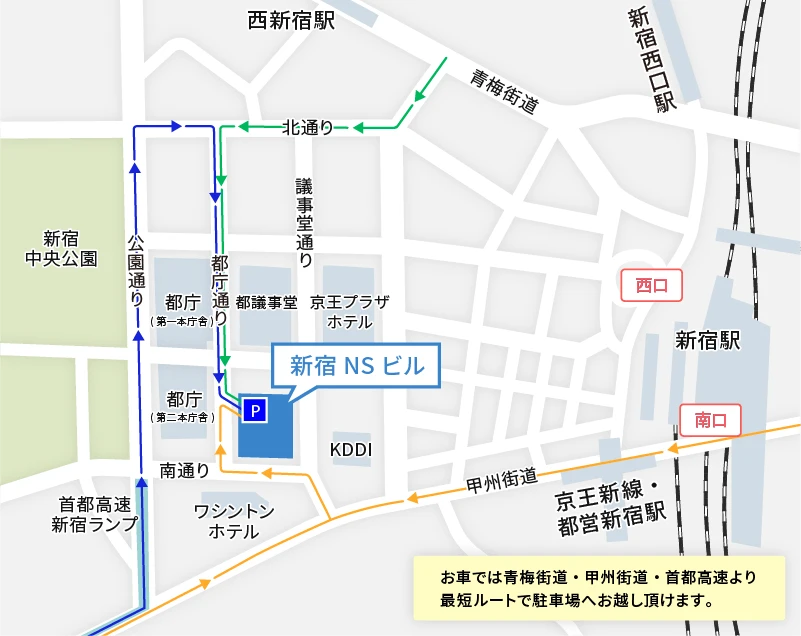 西新宿駅
新宿西口駅
青梅街道
北通り
議事堂通り
新宿
中央公園
公園通り
都庁通り
都庁
(第一本庁舎)
都議事堂
京王プラザ
ホテル
西口
新宿駅
新宿 NS ビル
都庁
(第二本庁舎)
P
南口
KDDI
南通り
甲州街道
首都高速
新宿ランプ
ワシントン
ホテル
京王新線・
都営新宿駅
お車では青梅街道・甲州街道・首都高速より
最短ルートで駐車場へお越し頂けます。